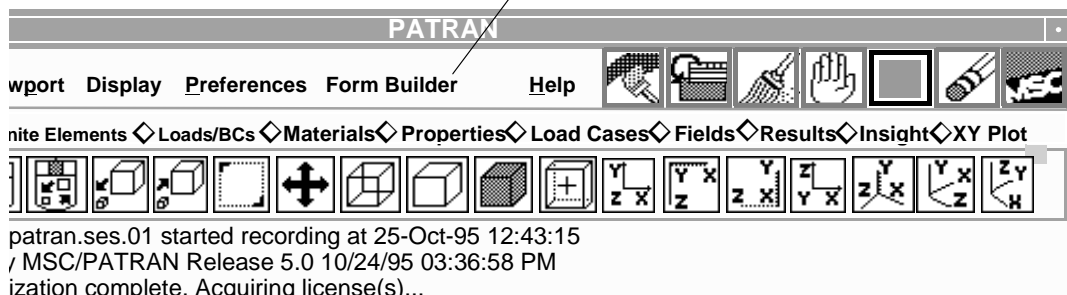 PATRAN
wport Display Preferences Form Builder Help
MSC
nite Elements Loads/BCs Materials Properties Load Cases Fields Results Insight XY Plot
Y Z X Y X Z Y Z X Z Y X Y Z X Y X Z Z Y X
patran.ses.01 started recording at 25-Oct-95 12:43:15
y MSC/PATRAN Release 5.0 10/24/95 03:36:58 PM
ization complete. Acquiring license(s)...